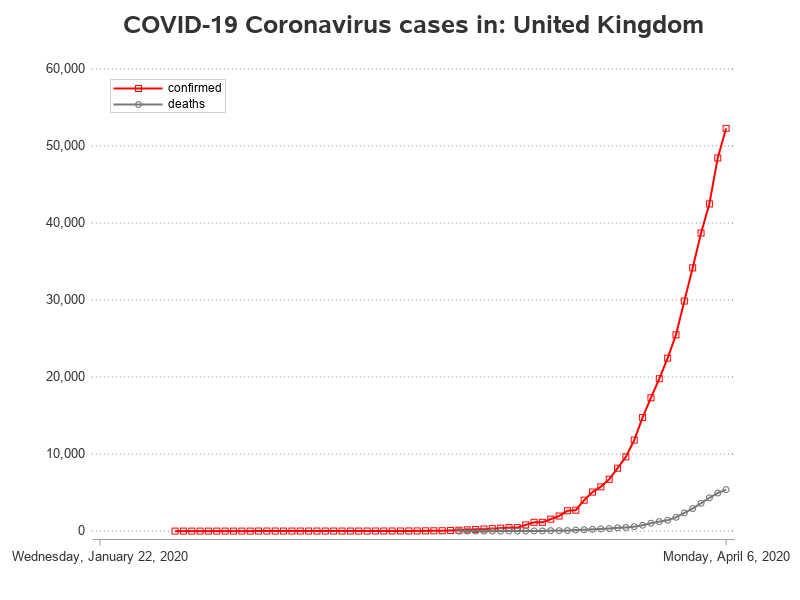 COVID-19 Coronavirus cases in: United Kingdom
60,000
confirmed
deaths
50,000
40,000
30,000
20,000
10,000
0
Wednesday, January 22, 2020
Monday, April 6, 2020